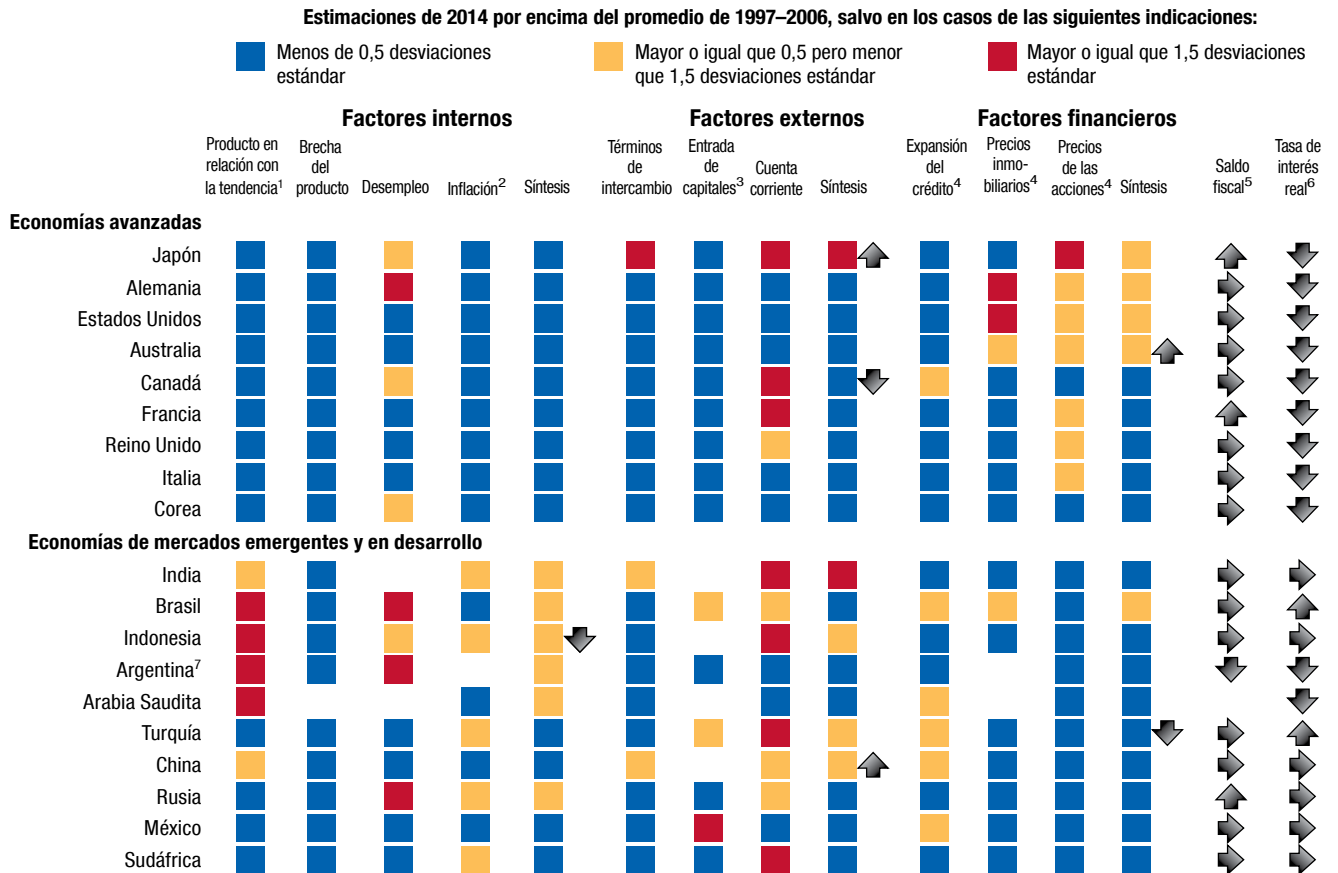 Estimaciones de 2014 por encima del promedio de 1997–2006, salvo en los casos de las siguientes indicaciones:
Menos de 0,5 desviaciones
estándar
Mayor o igual que 0,5 pero menor
que 1,5 desviaciones estándar
Mayor o igual que 1,5 desviaciones
estándar
Factores internos
Factores externos
Factores financieros
Producto en
relación con
la tendencia1
Brecha
del
producto
Desempleo
Inflación2
Síntesis
Términos
de
intercambio
Entrada
de
capitales3
Cuenta
corriente
Síntesis
Expansión
del
crédito4
Precios
inmo-
biliarios4
Precios
de las
acciones4
Síntesis
Saldo
fiscal5
Tasa de
interés
real6
Economías avanzadas
Japón
Alemania
Estados Unidos
Australia
Canadá
Francia
Reino Unido
Italia
Corea
Economías de mercados emergentes y en desarrollo
India
Brasil
Indonesia
Argentina7
Arabia Saudita
Turquía
China
Rusia
México
Sudáfrica